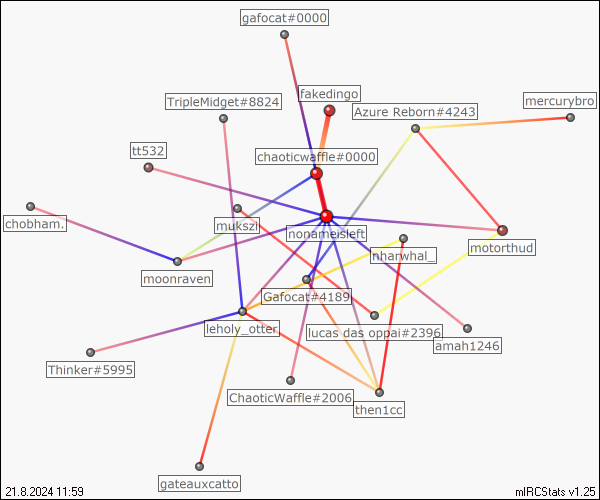 gafocat#0000
fakedingo
mercurybro
TripleMidget#8824
Azure Reborn#4243
tt532
chaoticwaffle#0000
chobham.
mukszi
nonameisleft
motorthud
nharwhal_
moonraven
Gafocat#4189
leholy_otter
lucas das oppai#2396
amah1246
Thinker#5995
ChaoticWaffle#2006
then1cc
gateauxcatto
21.8.2024 11:59
mIRCStats v1.25